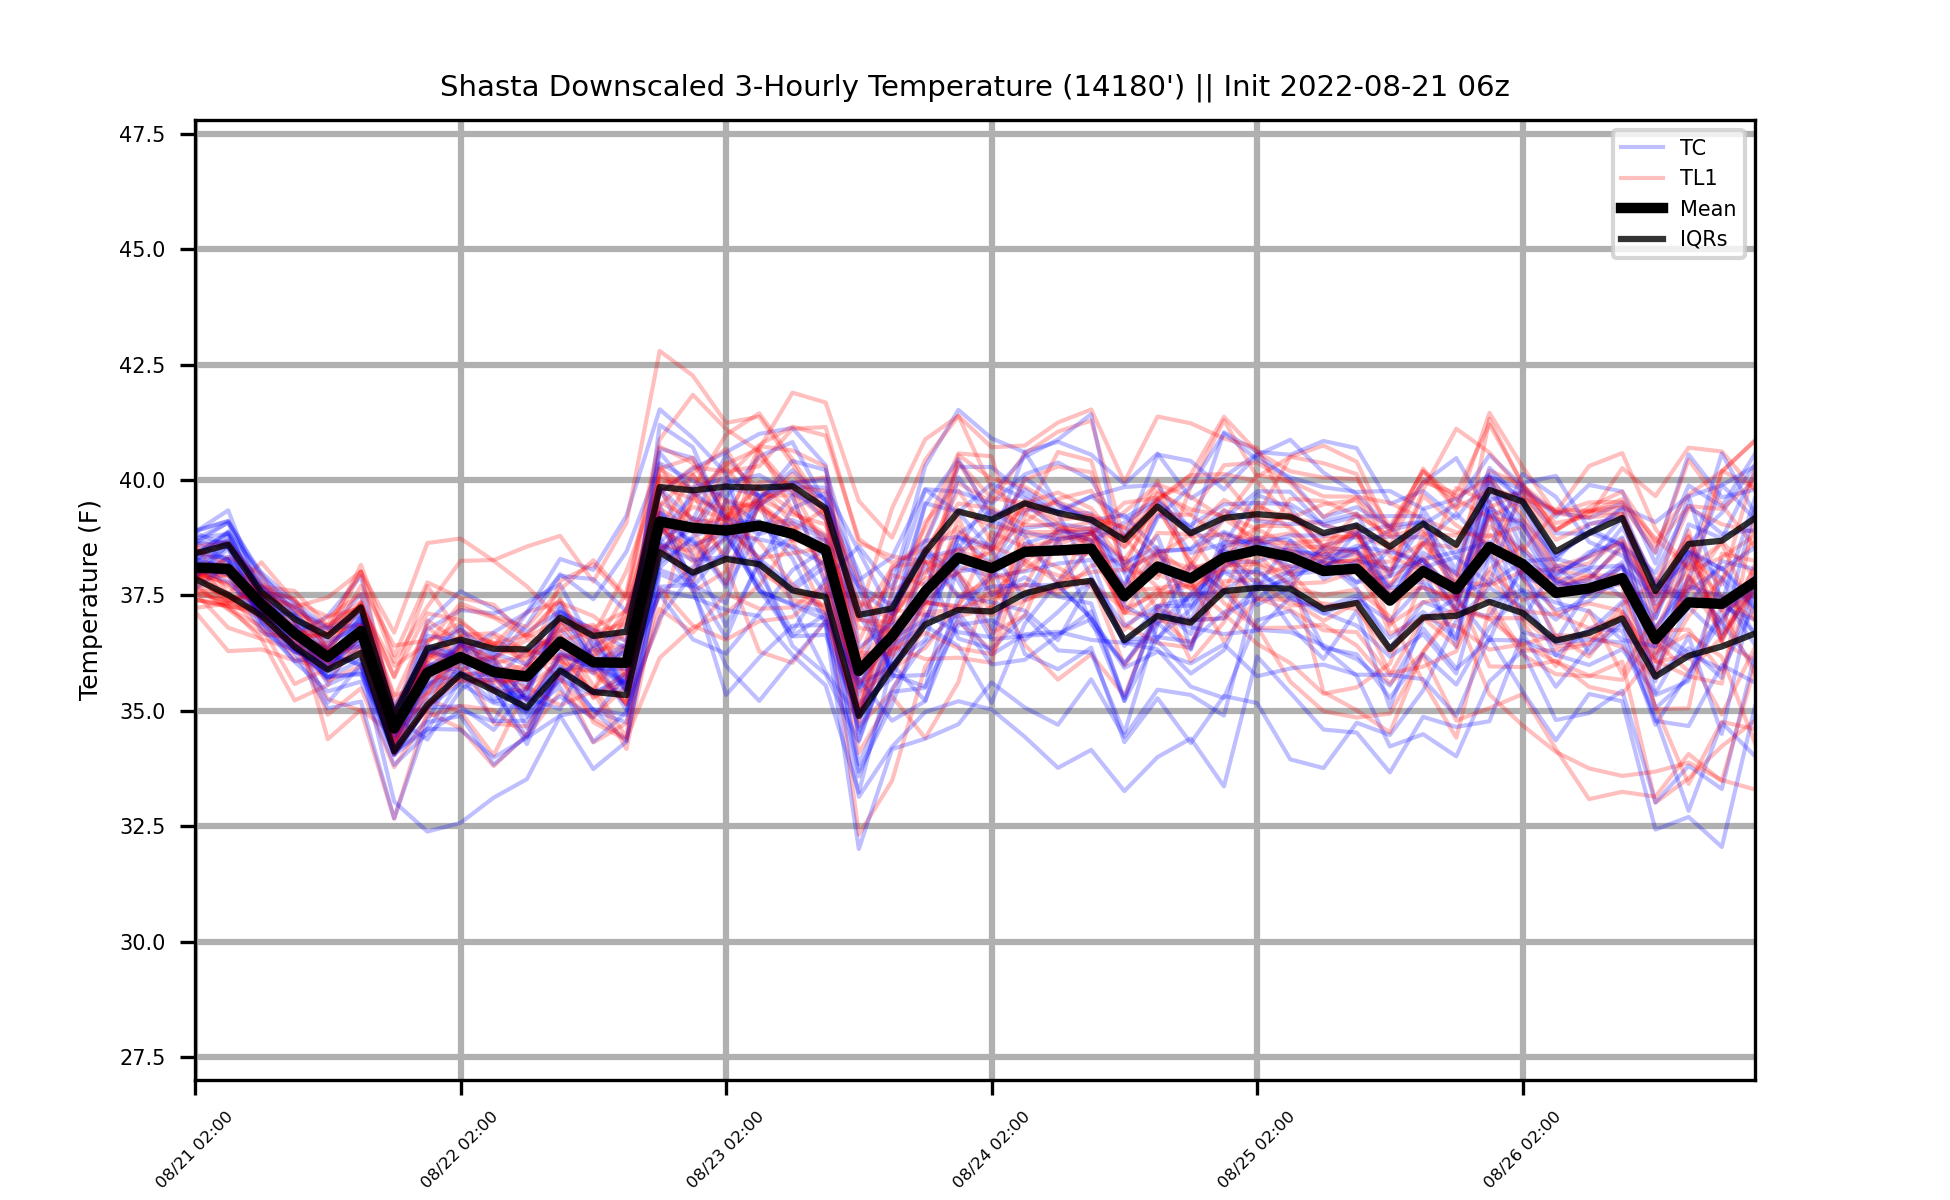 Shasta Downscaled 3-Hourly Temperature (14180') || Init 2022-08-21 06z
Temperature (F)
47.5
45.0
42.5
40.0
37.5
35.0
32.5
30.0
27.5
TC
TL1
Mean
IQRs
08/21 02:00
08/22 02:00
08/23 02:00
08/24 02:00
08/25 02:00
08/26 02:00